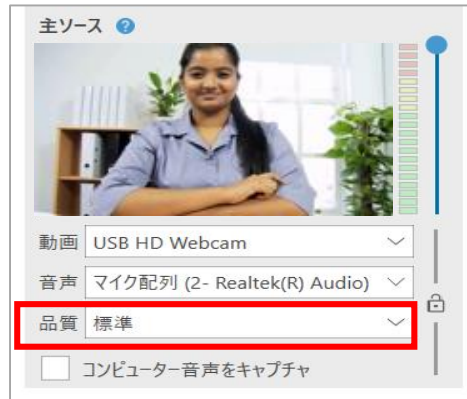 主ソース ?
動画 USB HD Webcam
音声 マイク配列 (2- Realtek(R) Audio)
品質 標準
コンピューター音声をキャプチャ